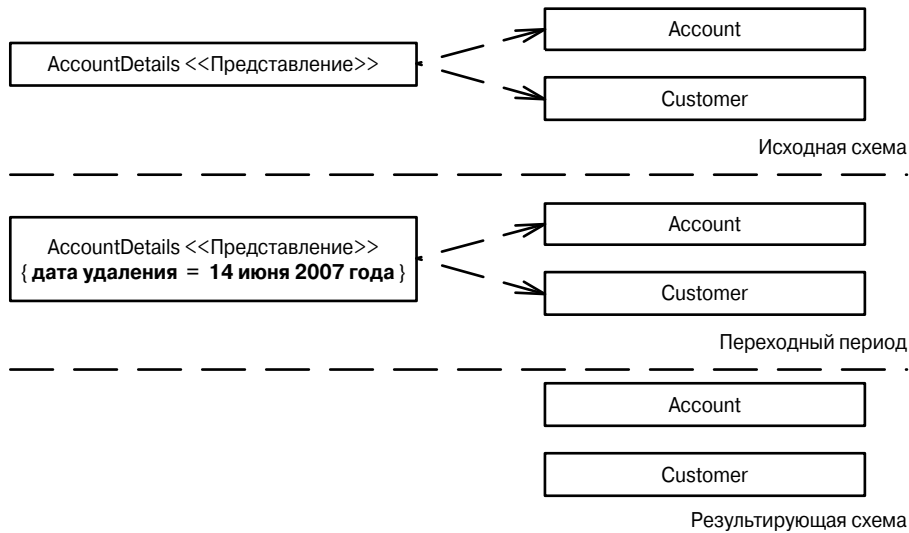 Account
AccountDetails <<Представление>>
Customer
Исходная схема
Account
AccountDetails <<Представление>>
{ дата удаления = 14 июня 2007 года }
Customer
Переходный период
Account
Customer
Результирующая схема